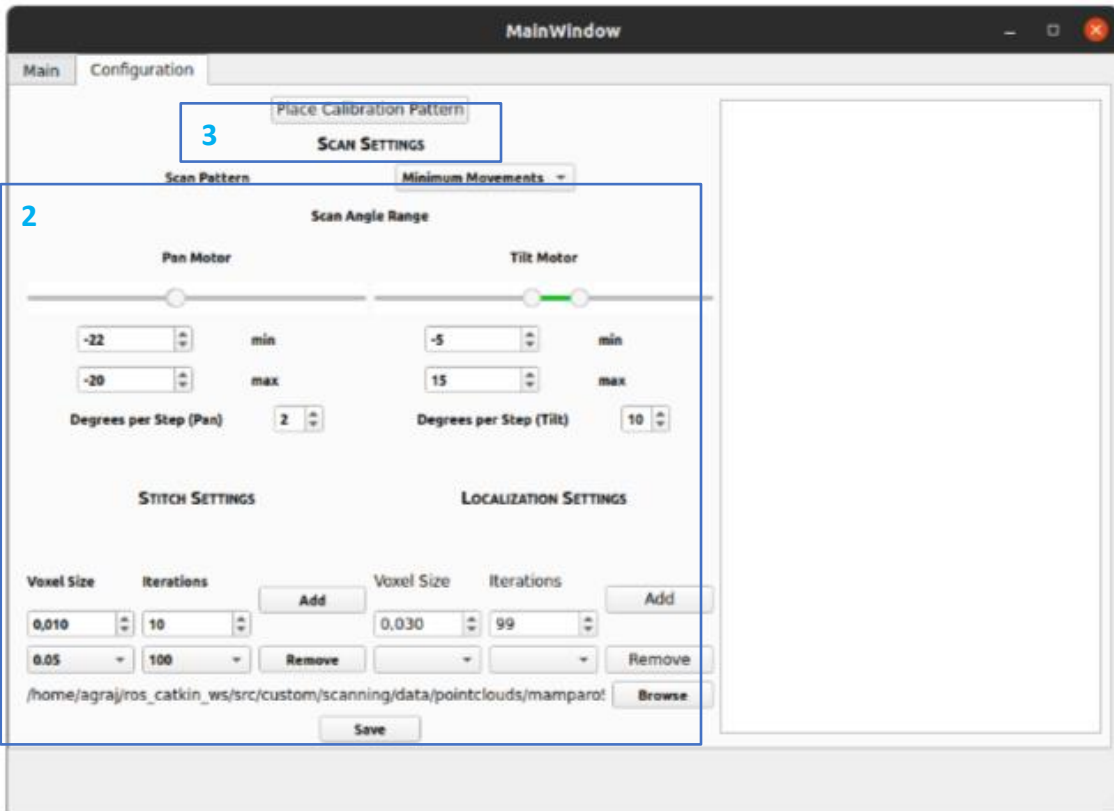 MainWindow
Main Configuration
Place Calibration Pattern
3
SCAN SETTINGS
Scan Pattern Minimum Movements
2
Scan Angle Range
Pan Motor Tilt Motor
-22 min -5 min
-20 max 15 max
Degrees per Step (Pan) 2 Degrees per Step (Tilt) 10
STITCH SETTINGS LOCALIZATION SETTINGS
Voxel Size Iterations Add Voxel Size Iterations Add
0,010 10 0,030 99
0.05 100 Remove Remove
/home/agraj/ros_catkin_ws/src/custom/scanning/data/pointclouds/mamparo Browse
Save